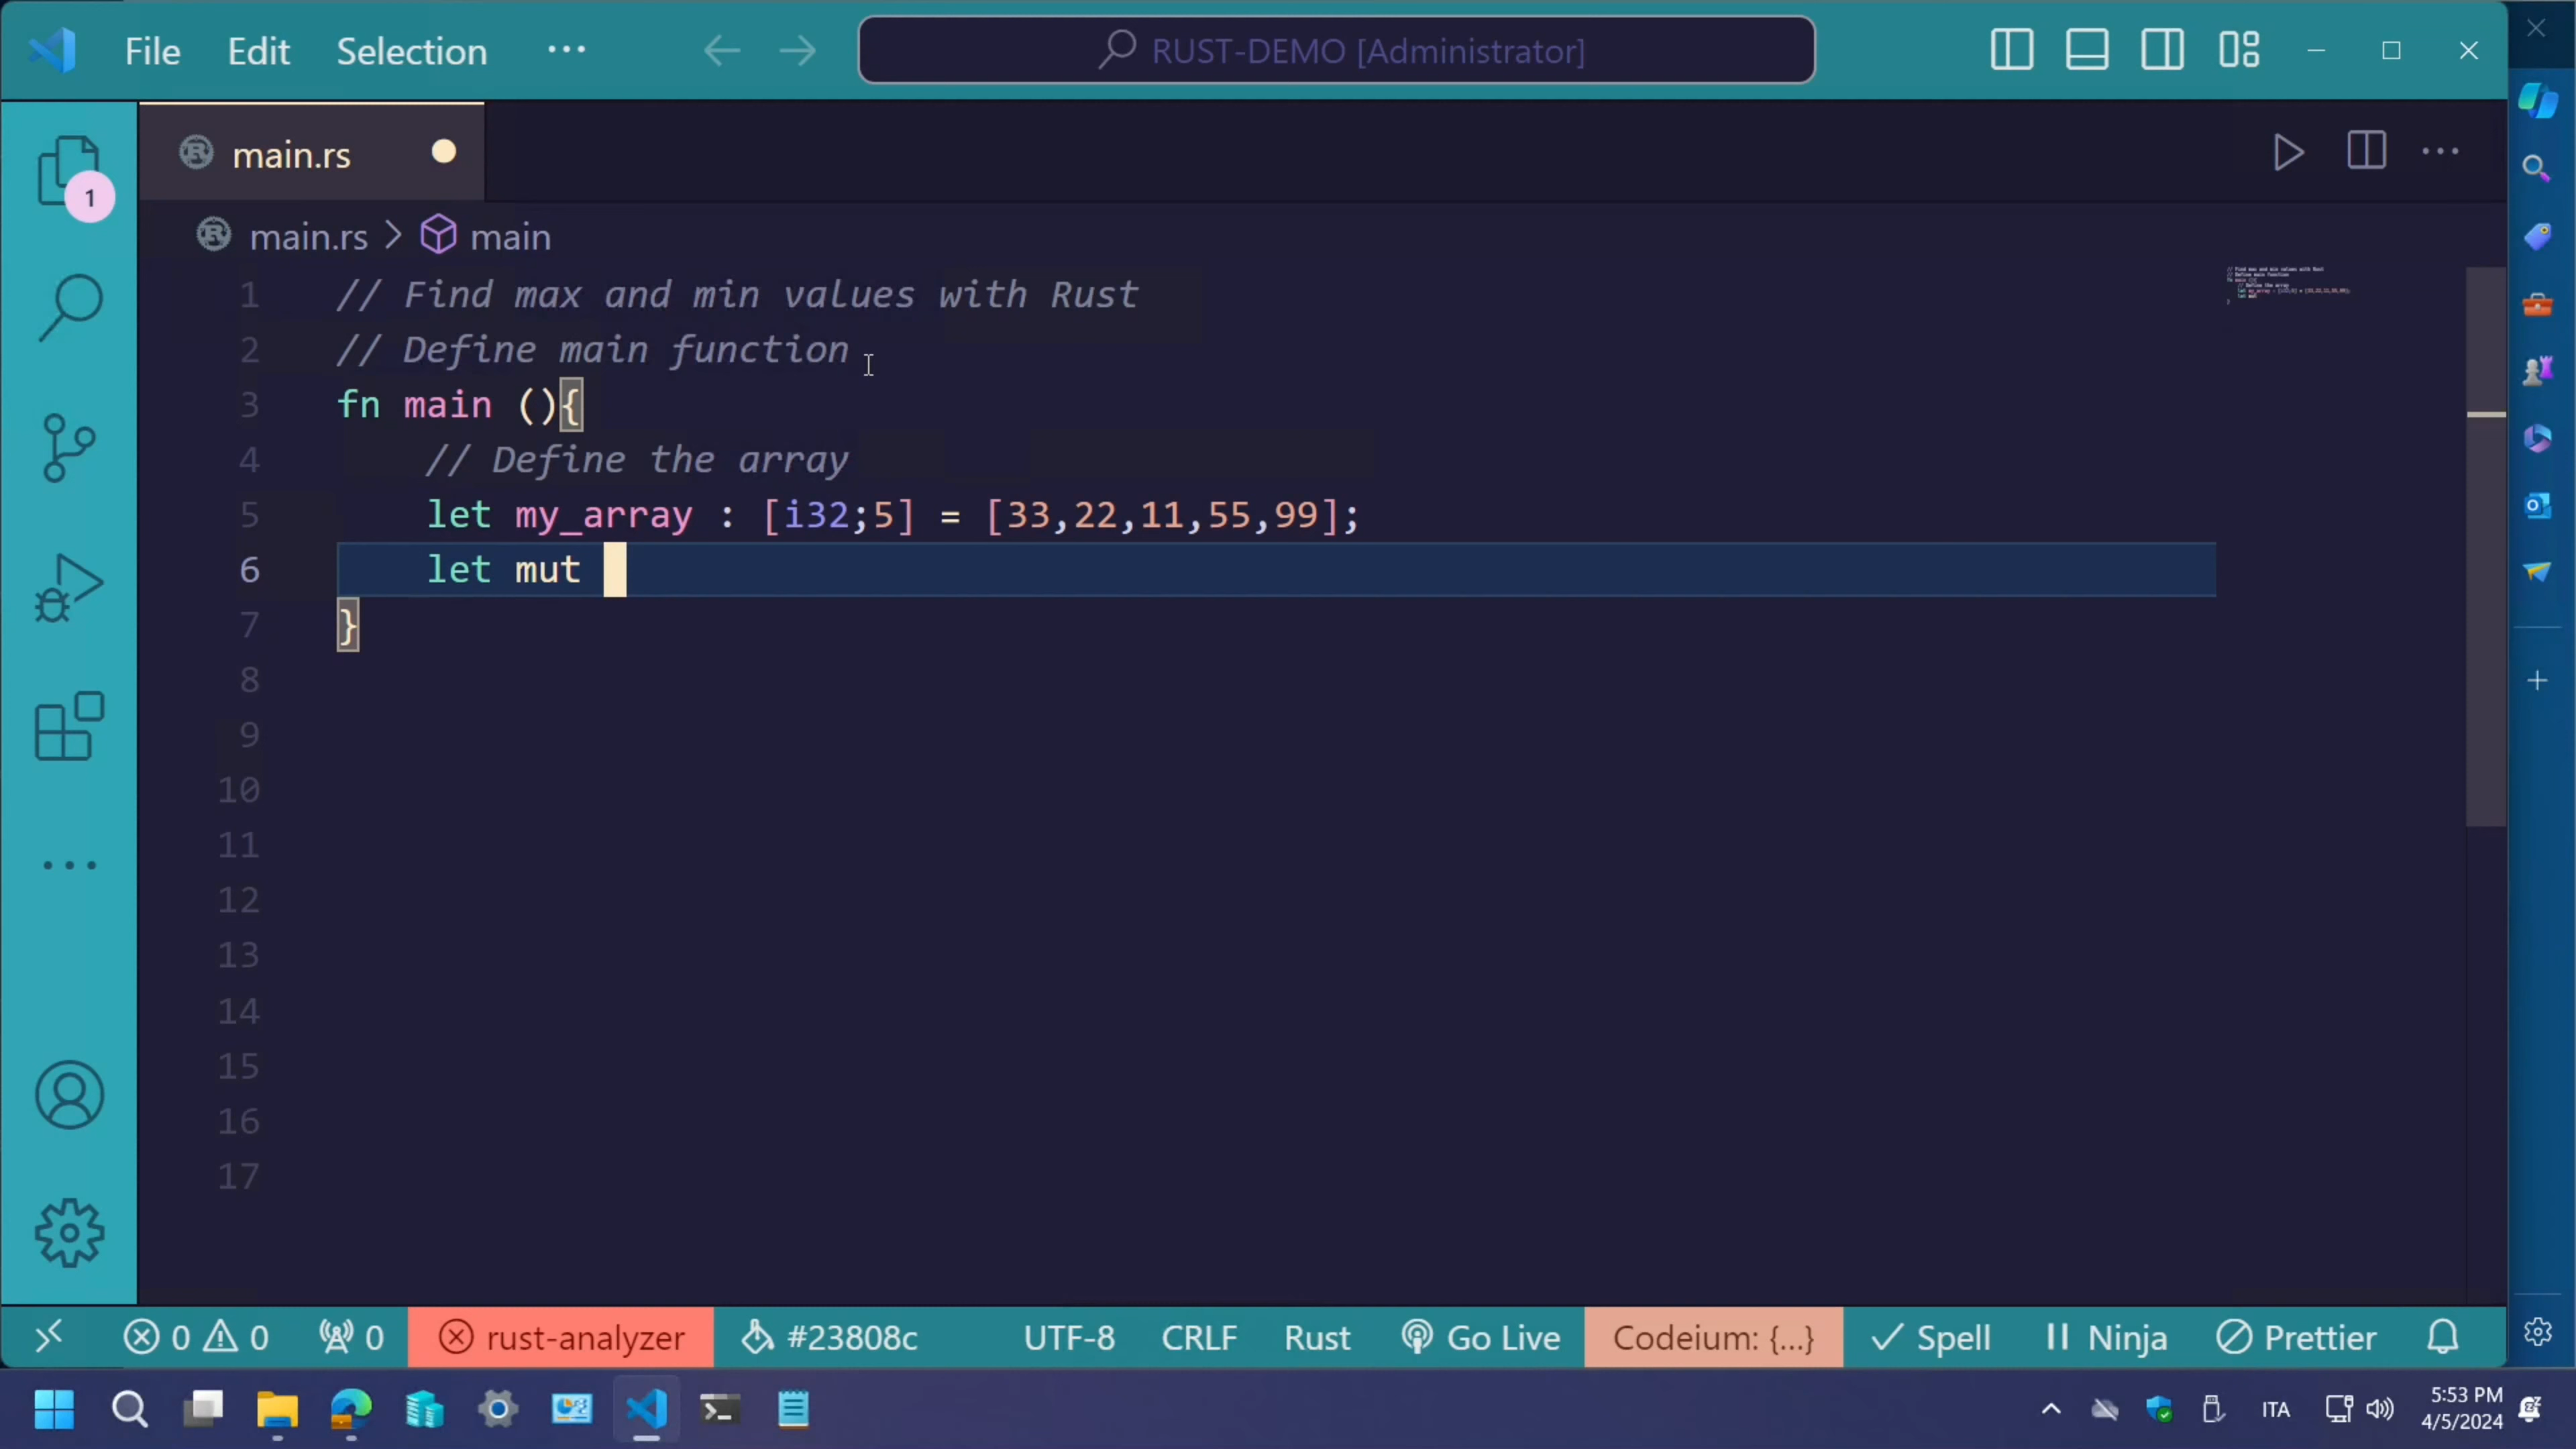 File Edit Selection ··· RUST-DEMO [Administrator]
main.rs
1
main.rs > main
1 // Find max and min values with Rust
2 // Define main function
3 fn main (){
4 // Define the array
5 let my_array : [i32;5] = [33,22,11,55,99];
6 let mut
7 }
8
9
10
11
12
13
14
15
16
17
0 0 0 rust-analyzer #23808c UTF-8 CRLF Rust Go Live Codeium: {...} Spell Ninja Prettier
ITA
5:53 PM
4/5/2024